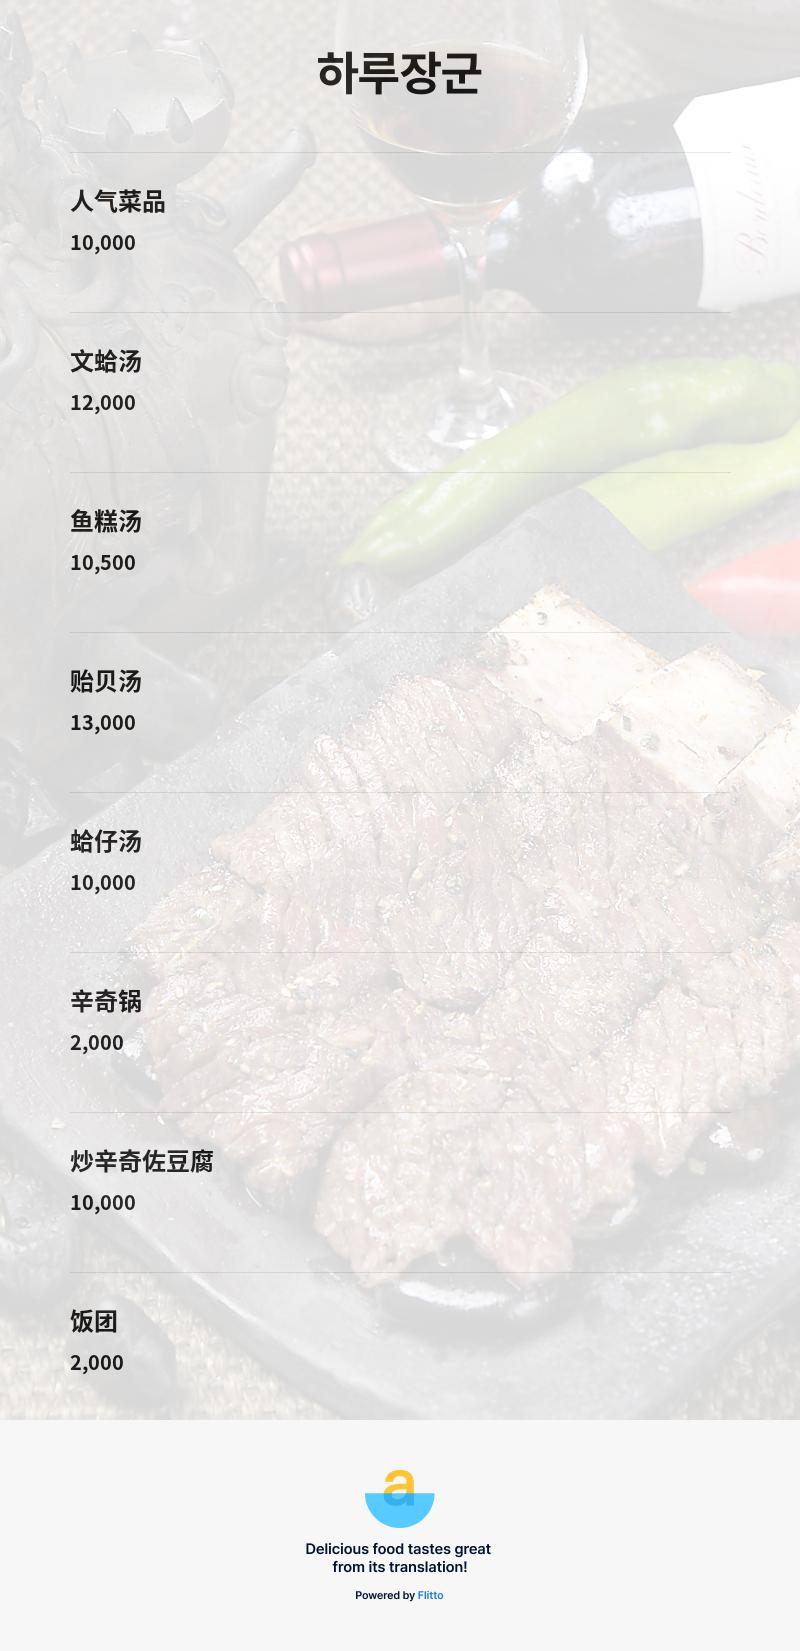 하루장군
人气菜品
10,000
文蛤汤
12,000
鱼糕汤
10,500
贻贝汤
13,000
蛤仔汤
10,000
辛奇锅
2,000
炒辛奇佐豆腐
10,000
饭团
2,000
a
Delicious food tastes great
from its translation!
Powered by Flitto